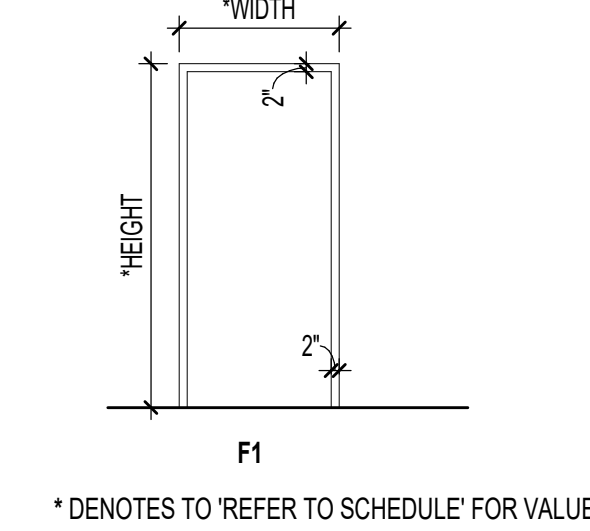 *WIDTH
2"
*HEIGHT
2"
F1
* DENOTES TO 'REFER TO SCHEDULE' FOR VALUE